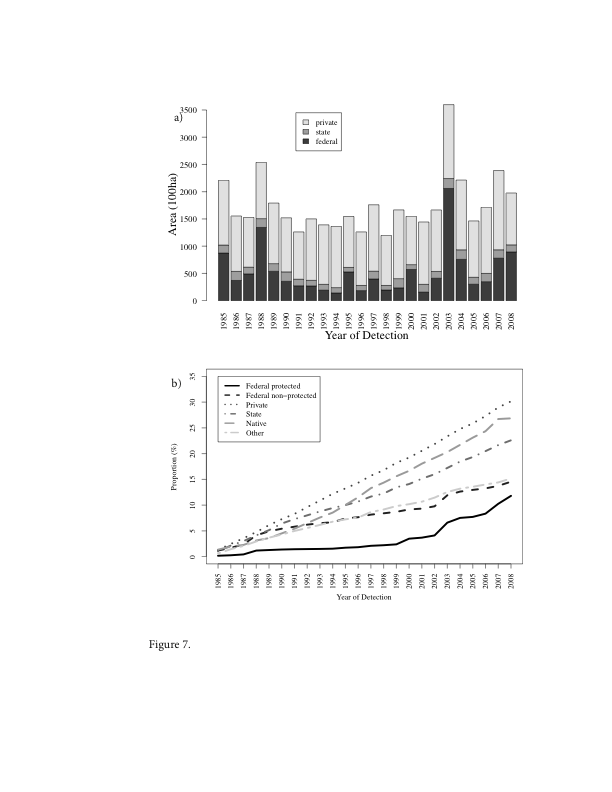 a)
3500
3000
2500
2000
1500
1000
500
0
Area (100ha)
private
state
federal
1985 1986 1987 1988 1989 1990 1991 1992 1993 1994 1995 1996 1997 1998 1999 2000 2001 2002 2003 2004 2005 2006 2007 2008
Year of Detection
b)
35
30
25
20
15
10
5
0
Proportion (%)
Federal protected
Federal non−protected
Private
State
Native
Other
1985 1986 1987 1988 1989 1990 1991 1992 1993 1994 1995 1996 1997 1998 1999 2000 2001 2002 2003 2004 2005 2006 2007 2008
Year of Detection
Figure 7.